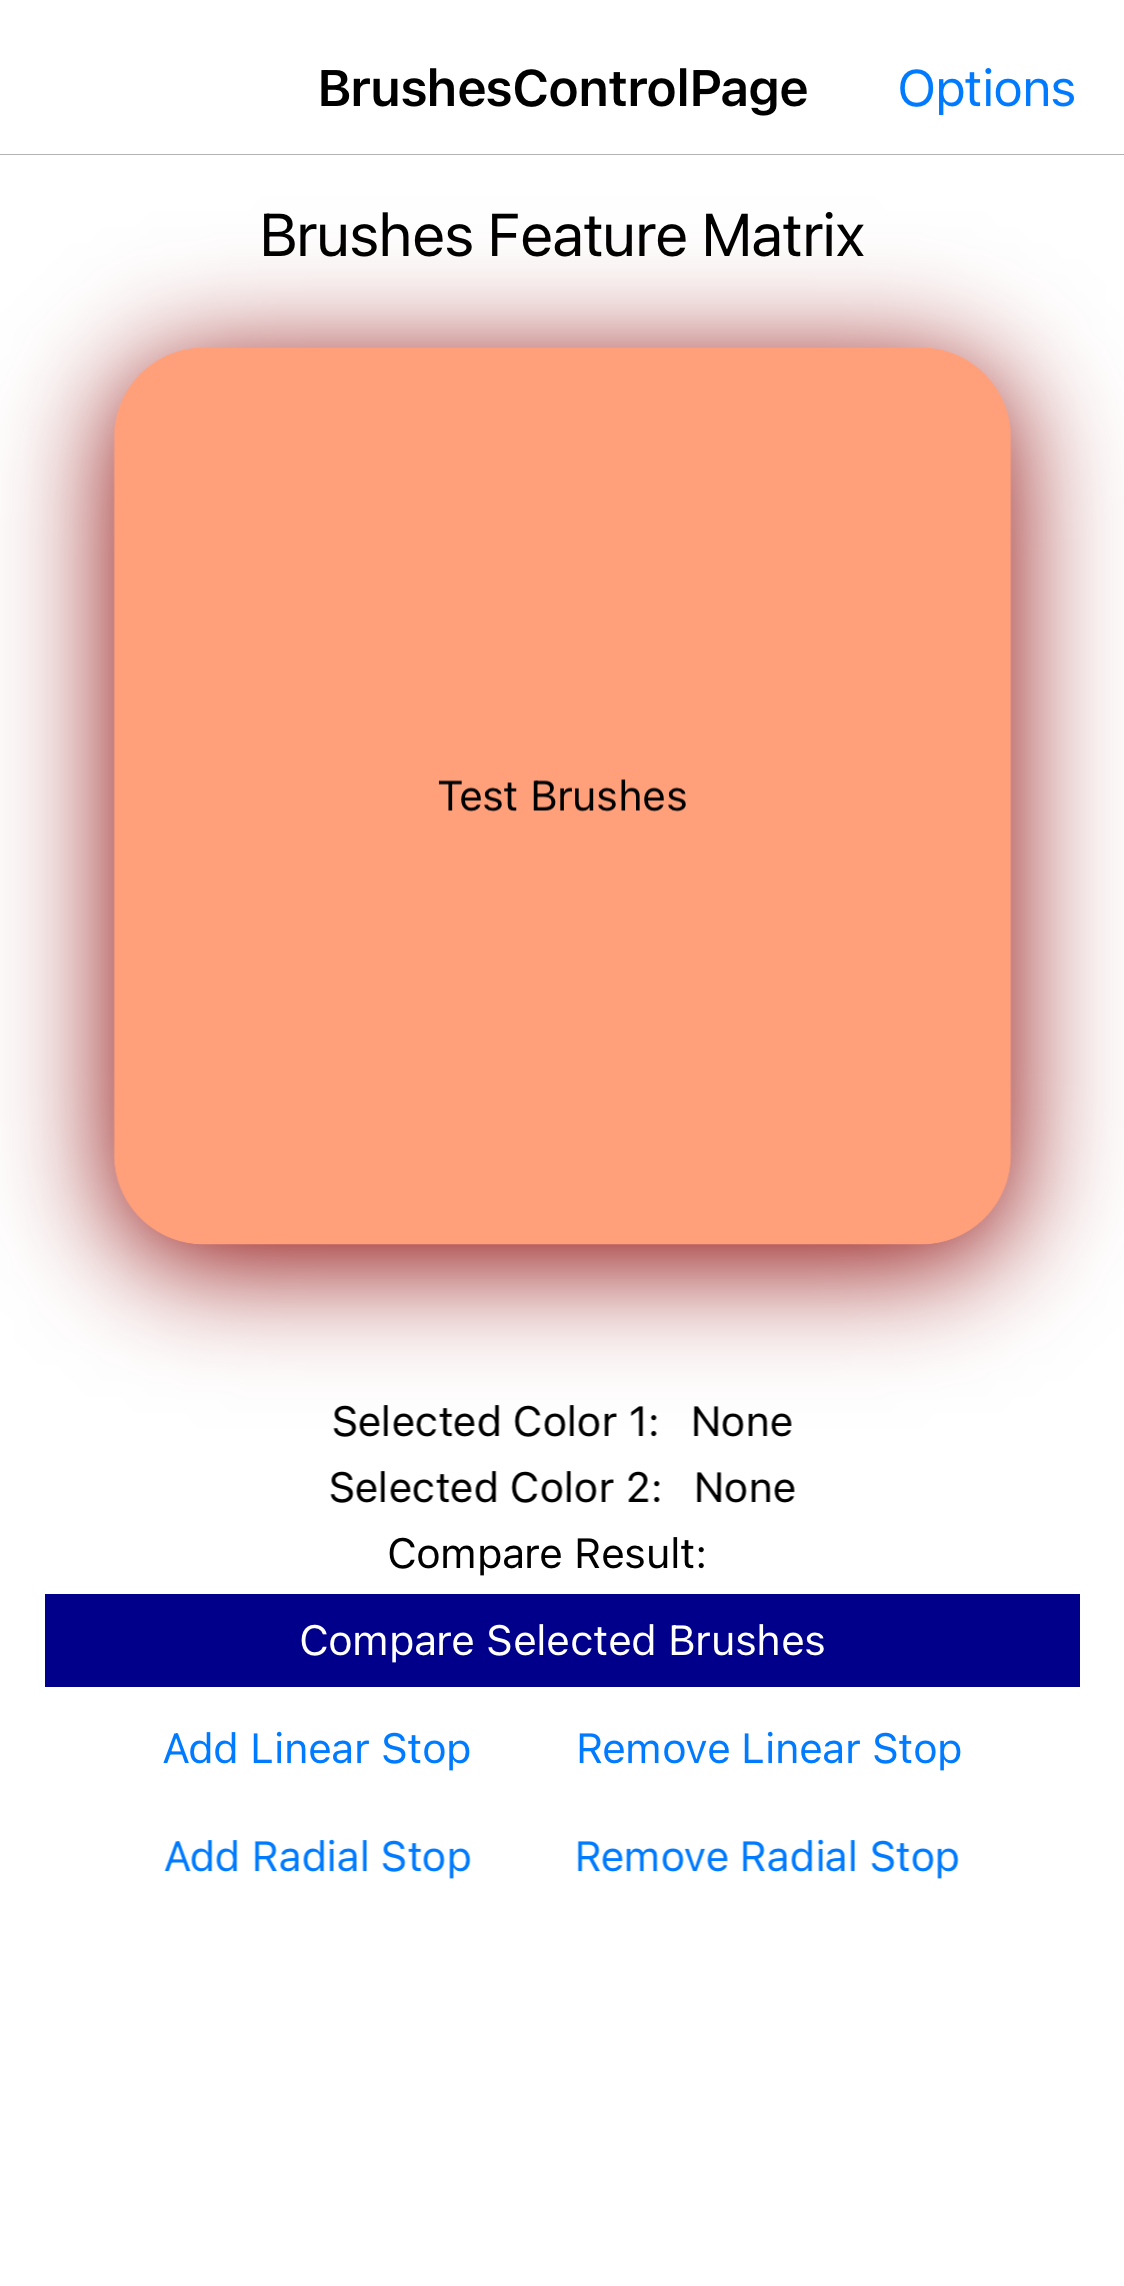 BrushesControlPage Options
Brushes Feature Matrix
Test Brushes
Selected Color 1: None
Selected Color 2: None
Compare Result:
Compare Selected Brushes
Add Linear Stop Remove Linear Stop
Add Radial Stop Remove Radial Stop